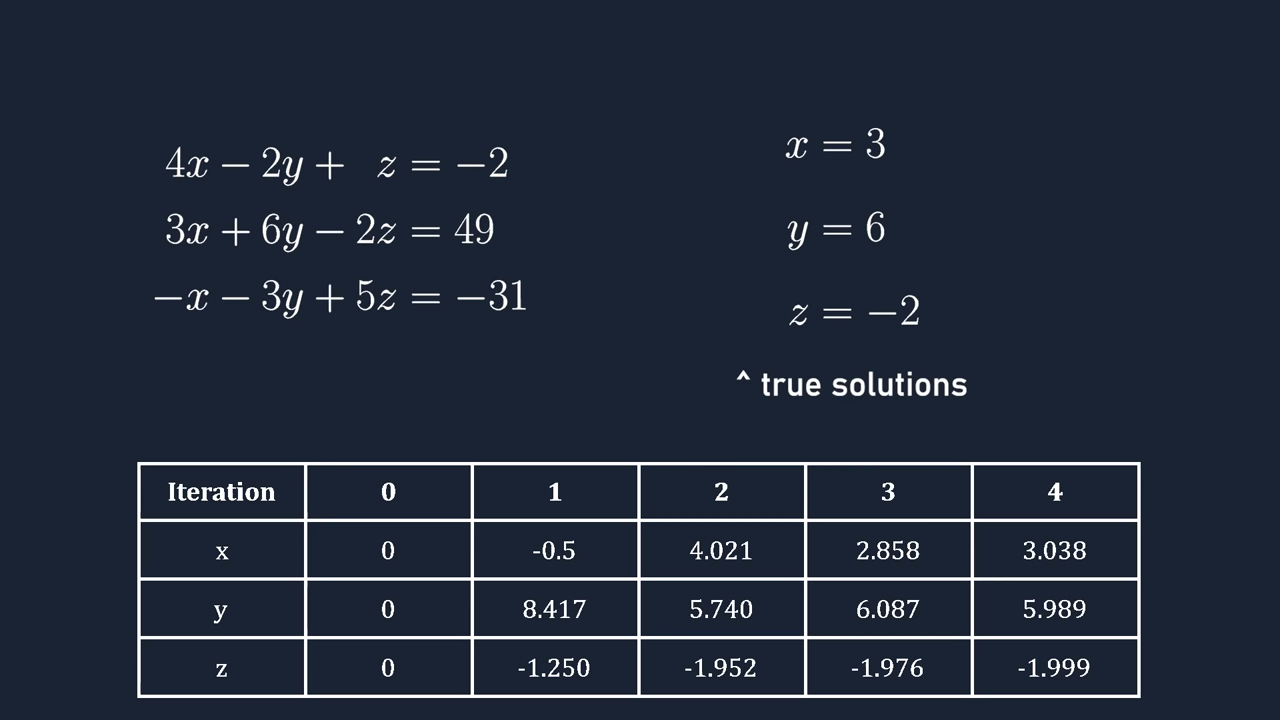 4x − 2y + z = −2
3x + 6y − 2z = 49
−x − 3y + 5z = −31
x = 3
y = 6
z = −2
^ true solutions
Iteration 0 1 2 3 4
x 0 -0.5 4.021 2.858 3.038
y 0 8.417 5.740 6.087 5.989
z 0 -1.250 -1.952 -1.976 -1.999